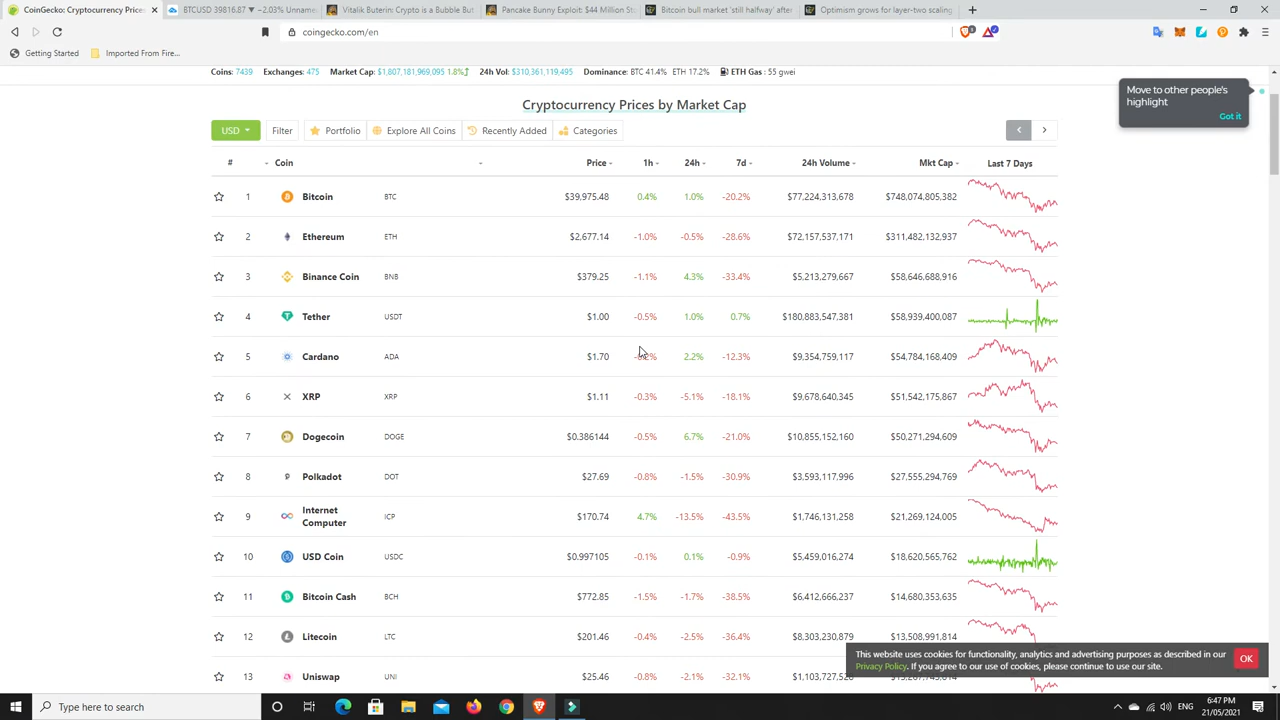 CoinGecko: Cryptocurrency Prices
BTCUSD 39816.87 ▼ −2.03% Unname
Vitalik Buterin: Crypto is a Bubble But
Pancake Bunny Exploit: $44 Million St
Bitcoin bull market 'still halfway' after
Optimism grows for layer-two scaling
coingecko.com/en
Getting Started
Imported From Fire...
Coins: 7439 Exchanges: 475 Market Cap: $1,807,181,969,095 1.8% 24h Vol: $310,361,119,495 Dominance: BTC 41.4% ETH 17.2% ETH Gas: 55 gwei
Move to other people's
highlight
Got it
Cryptocurrency Prices by Market Cap
USD Filter Portfolio Explore All Coins Recently Added Categories
# Coin Price 1h 24h 7d 24h Volume Mkt Cap Last 7 Days
1 Bitcoin BTC $39,975.48 0.4% 1.0% -20.2% $77,224,313,678 $748,074,805,382
2 Ethereum ETH $2,677.14 -1.0% -0.5% -28.6% $72,157,537,171 $311,482,132,937
3 Binance Coin BNB $379.25 -1.1% 4.3% -33.4% $5,213,279,667 $58,646,688,916
4 Tether USDT $1.00 -0.5% 1.0% 0.7% $180,883,547,381 $58,939,400,087
5 Cardano ADA $1.70 2.2% -12.3% $9,354,759,117 $54,784,168,409
6 XRP XRP $1.11 -0.3% -5.1% -18.1% $9,678,640,345 $51,542,175,867
7 Dogecoin DOGE $0.386144 -0.5% 6.7% -21.0% $10,855,152,160 $50,271,294,609
8 Polkadot DOT $27.69 -0.8% -1.5% -30.9% $3,593,117,996 $27,555,294,769
9 Internet Computer ICP $170.74 4.7% -13.5% -43.5% $1,746,131,258 $21,269,124,005
10 USD Coin USDC $0.997105 -0.1% 0.1% -0.9% $5,459,016,274 $18,620,565,762
11 Bitcoin Cash BCH $772.85 -1.5% -1.7% -38.5% $6,412,666,237 $14,680,353,635
12 Litecoin LTC $201.46 -0.4% -2.5% -36.4% $8,303,230,879 $13,508,991,814
13 Uniswap UNI $25.46 -0.8% -2.1% -32.1%
This website uses cookies for functionality, analytics and advertising purposes as described in our
Privacy Policy. If you agree to our use of cookies, please continue to use our site.
OK
Type here to search
ENG
6:47 PM
21/05/2021